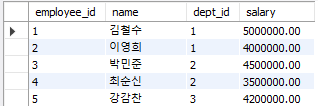 employee_id name dept_id salary
1 김철수 1 5000000.00
2 이영희 1 4000000.00
3 박민준 2 4500000.00
4 최순신 2 3500000.00
5 강감찬 3 4200000.00